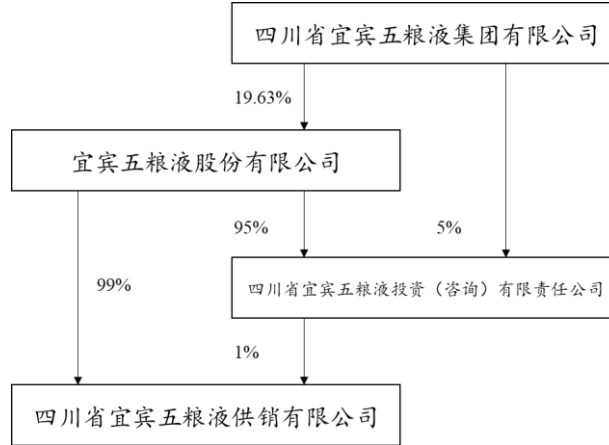 四川省宜宾五粮液集团有限公司
19.63%
宜宾五粮液股份有限公司
95%
5%
99%
四川省宜宾五粮液投资（咨询）有限责任公司
1%
四川省宜宾五粮液供销有限公司